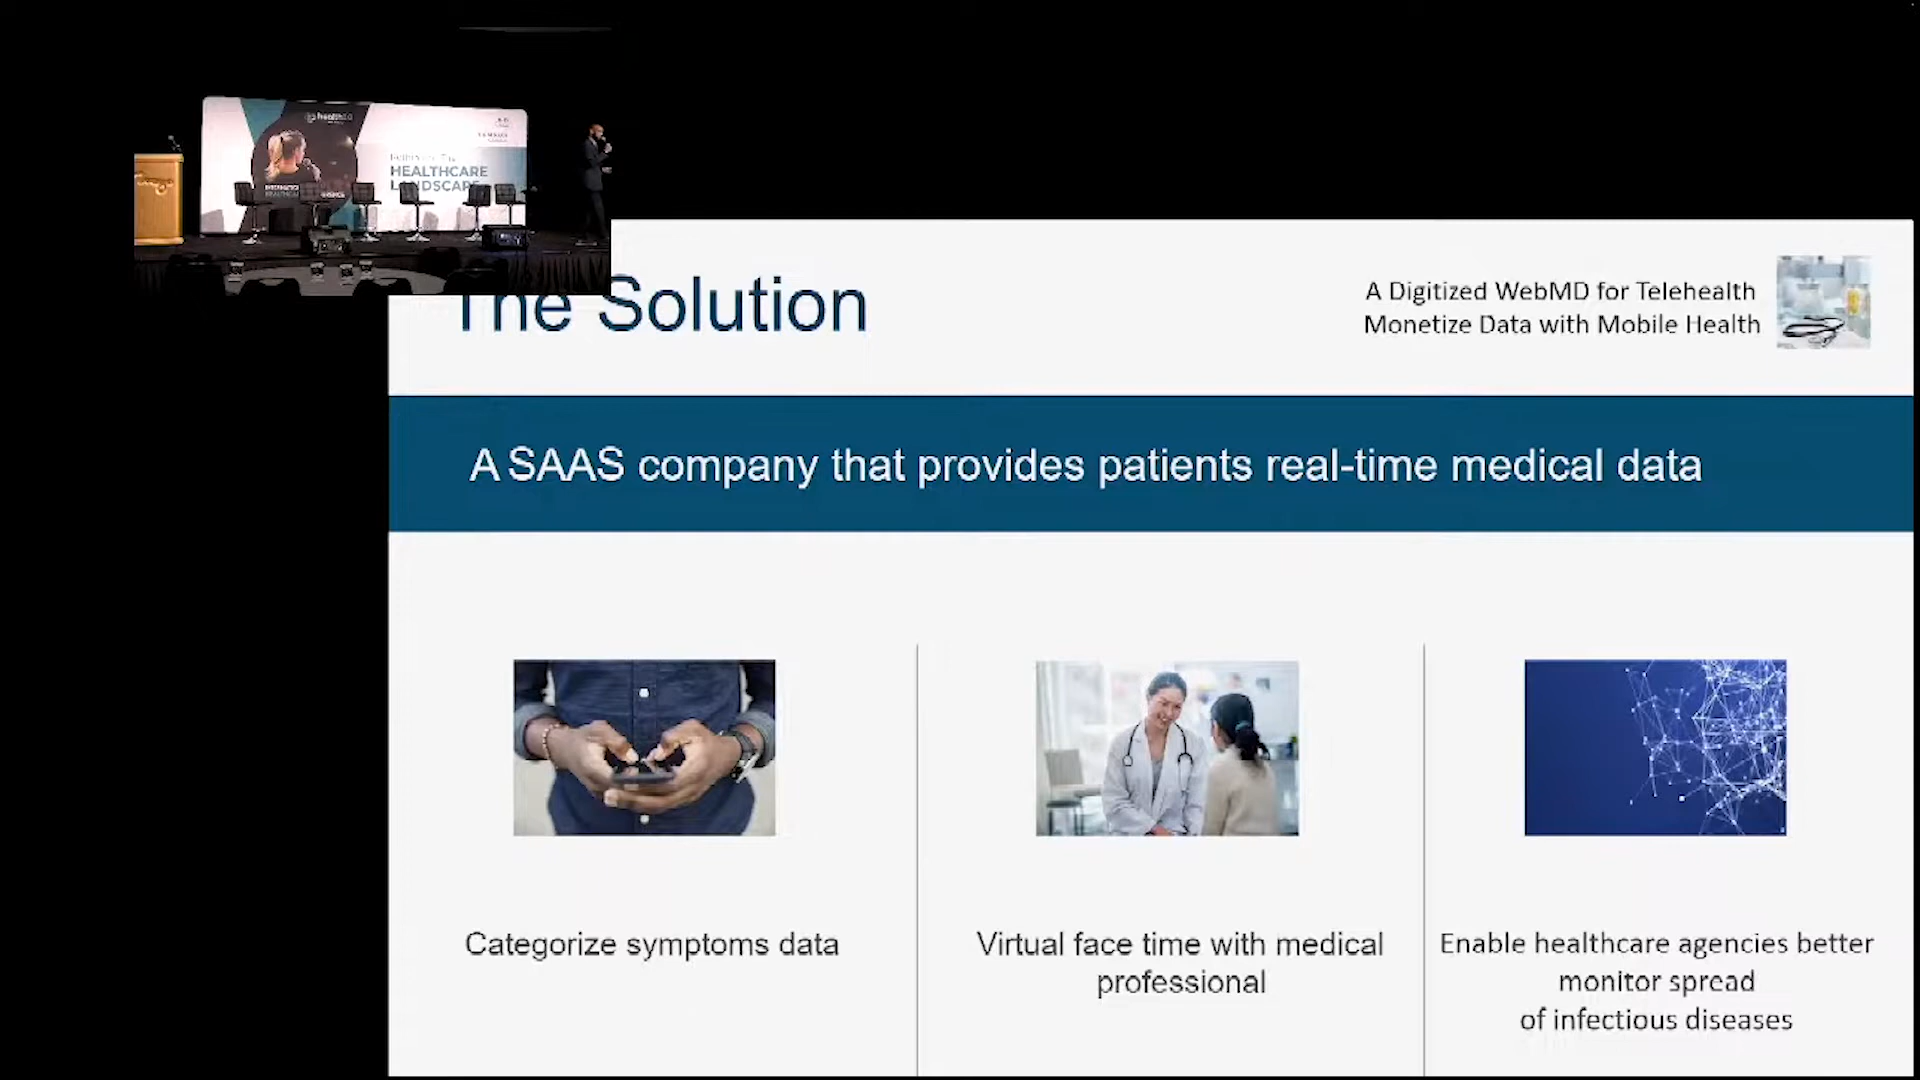 HEALTHCARE
LANDSCAPE
The Solution
A Digitized WebMD for Telehealth
Monetize Data with Mobile Health
A SAAS company that provides patients real-time medical data
Categorize symptoms data
Virtual face time with medical
professional
Enable healthcare agencies better
monitor spread
of infectious diseases